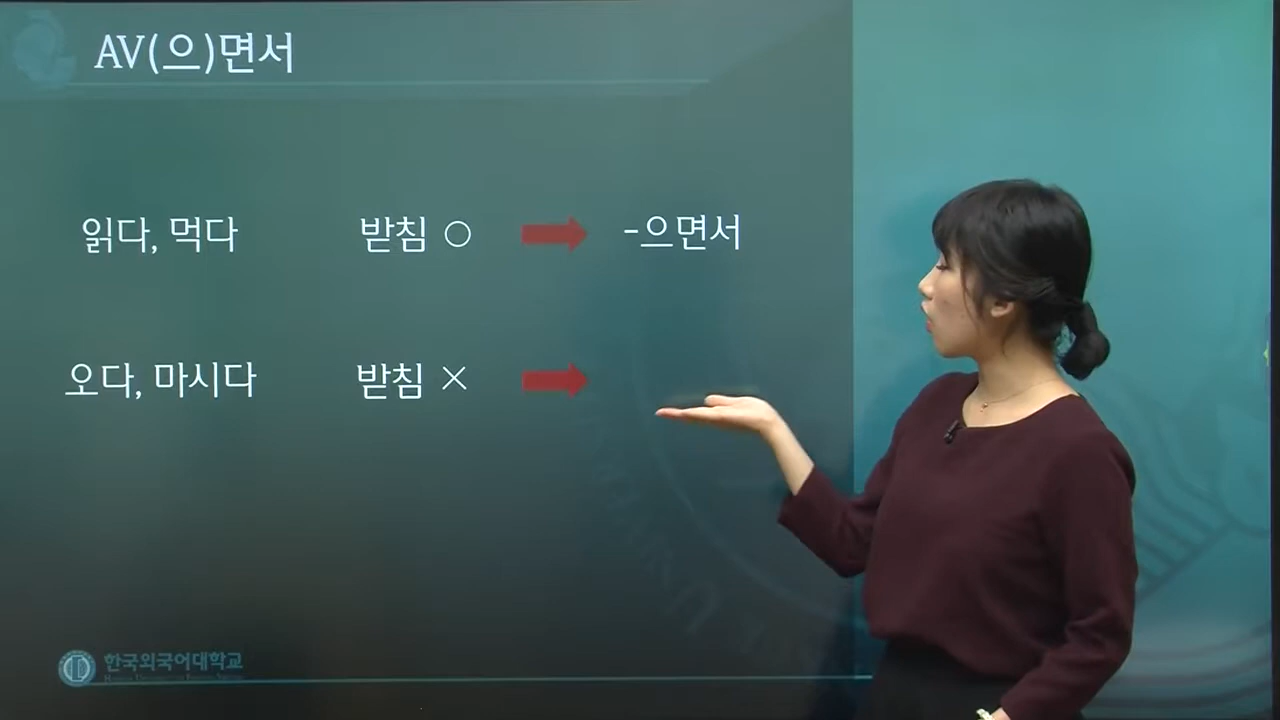 AV(으)면서
읽다, 먹다 받침 ○ -으면서
오다, 마시다 받침 ×
한국외국어대학교